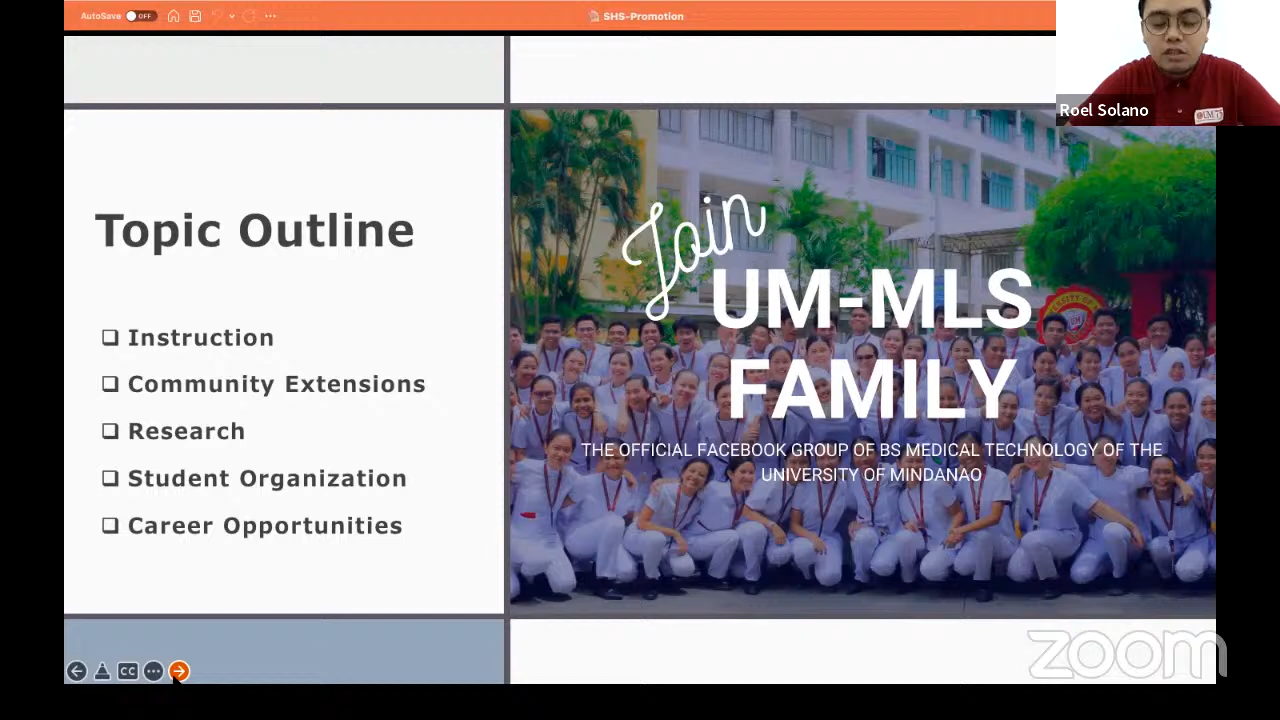 AutoSave OFF
SHS-Promotion
Roel Solano
Topic Outline
Instruction
Community Extensions
Research
Student Organization
Career Opportunities
Join
UM-MLS
FAMILY
THE OFFICIAL FACEBOOK GROUP OF BS MEDICAL TECHNOLOGY OF THE
UNIVERSITY OF MINDANAO
CC
zoom